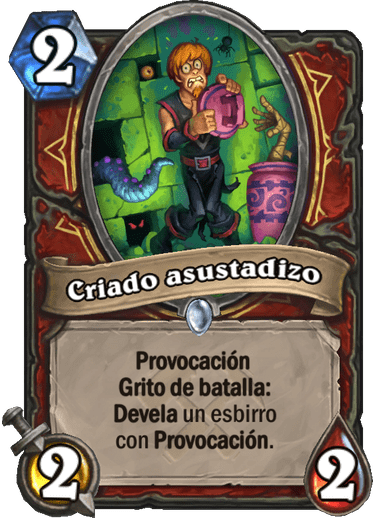 2
Criado asustadizo
Provocación
Grito de batalla:
Devela un esbirro
con Provocación.
2
2